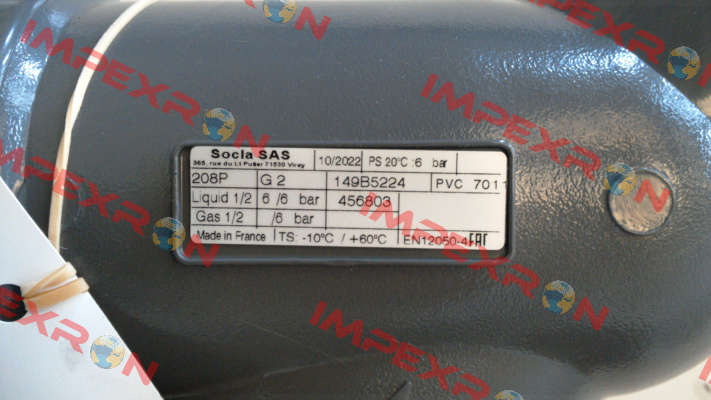 Socla SAS
365, rue du Lt Putier 71530 Virey
10/2022 PS 20°C :6 bar
208P G 2 149B5224 PVC 7011
Liquid 1/2 6 /6 bar 456803
Gas 1/2 /6 bar
Made in France TS: -10°C / +60°C EN12050-4 EAC
IMPEXRON
IMPEXRON
IMPEXRON
IMPEXRON
IMPEXRON